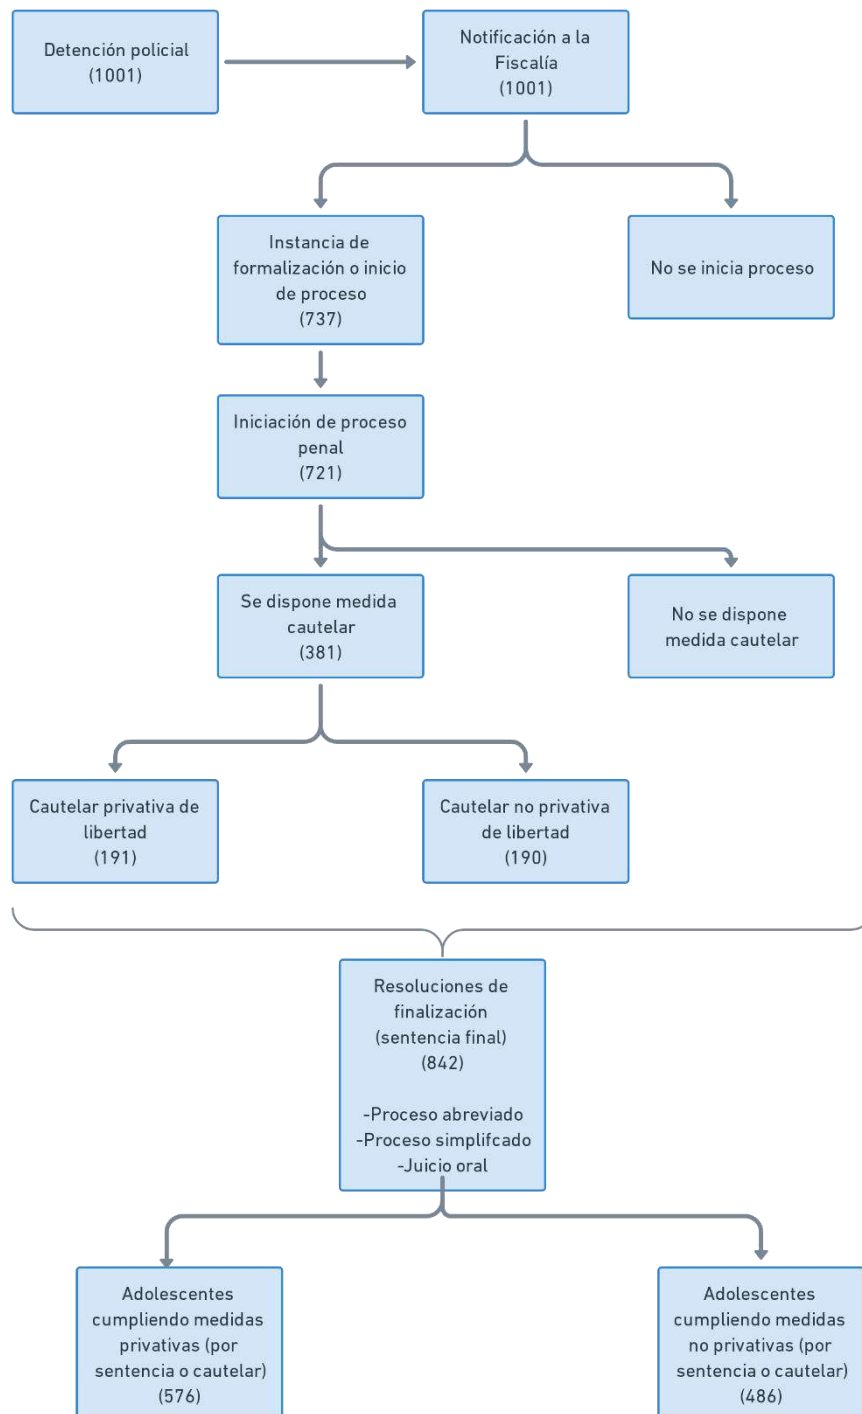 Detención policial
(1001)
Notificación a la
Fiscalía
(1001)
Instancia de
formalización o inicio
de proceso
(737)
No se inicia proceso
Iniciación de proceso
penal
(721)
Se dispone medida
cautelar
(381)
No se dispone
medida cautelar
Cautelar privativa de
libertad
(191)
Cautelar no privativa
de libertad
(190)
Resoluciones de
finalización
(sentencia final)
(842)
-Proceso abreviado
-Proceso simplifcado
-Juicio oral
Adolescentes
cumpliendo medidas
privativas (por
sentencia o cautelar)
(576)
Adolescentes
cumpliendo medidas
no privativas (por
sentencia o cautelar)
(486)